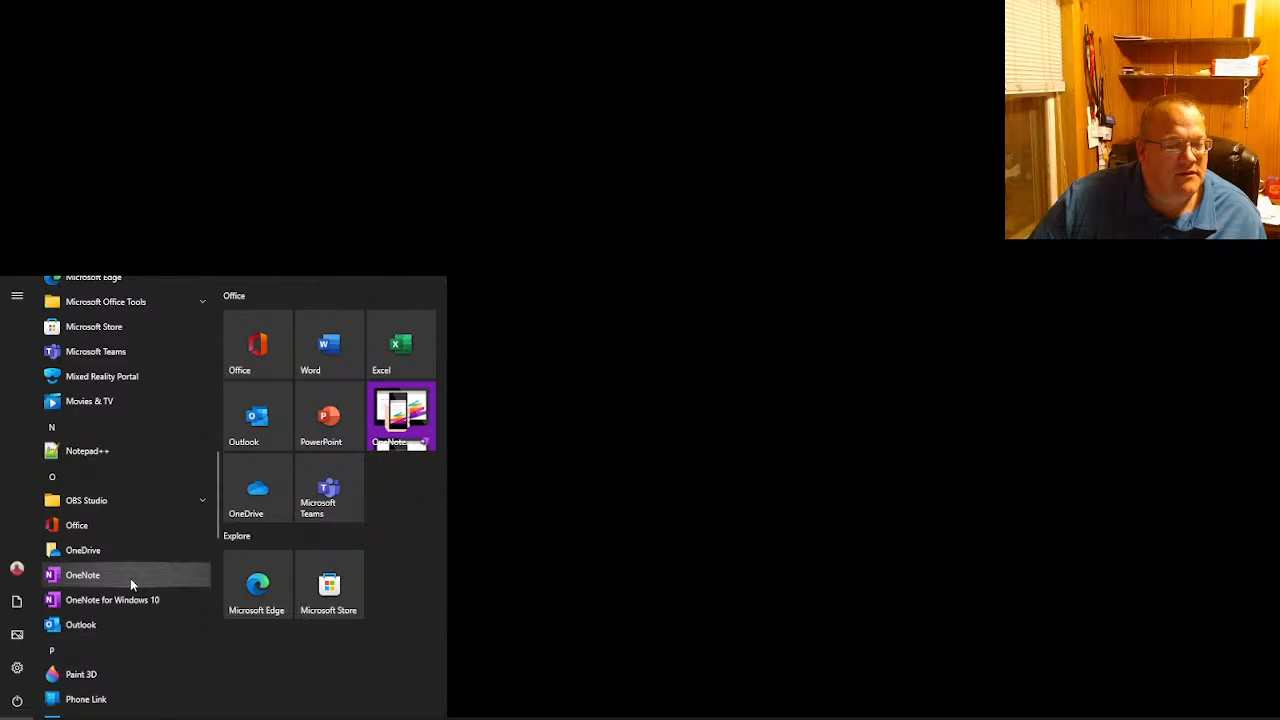 Microsoft Edge
Microsoft Office Tools
Microsoft Store
Microsoft Teams
Mixed Reality Portal
Movies & TV
N
Notepad++
O
OBS Studio
Office
OneDrive
OneNote
OneNote for Windows 10
Outlook
P
Paint 3D
Phone Link
Office
Office
Word
Excel
Outlook
PowerPoint
OneNote
OneDrive
Microsoft
Teams
Explore
Microsoft Edge
Microsoft Store